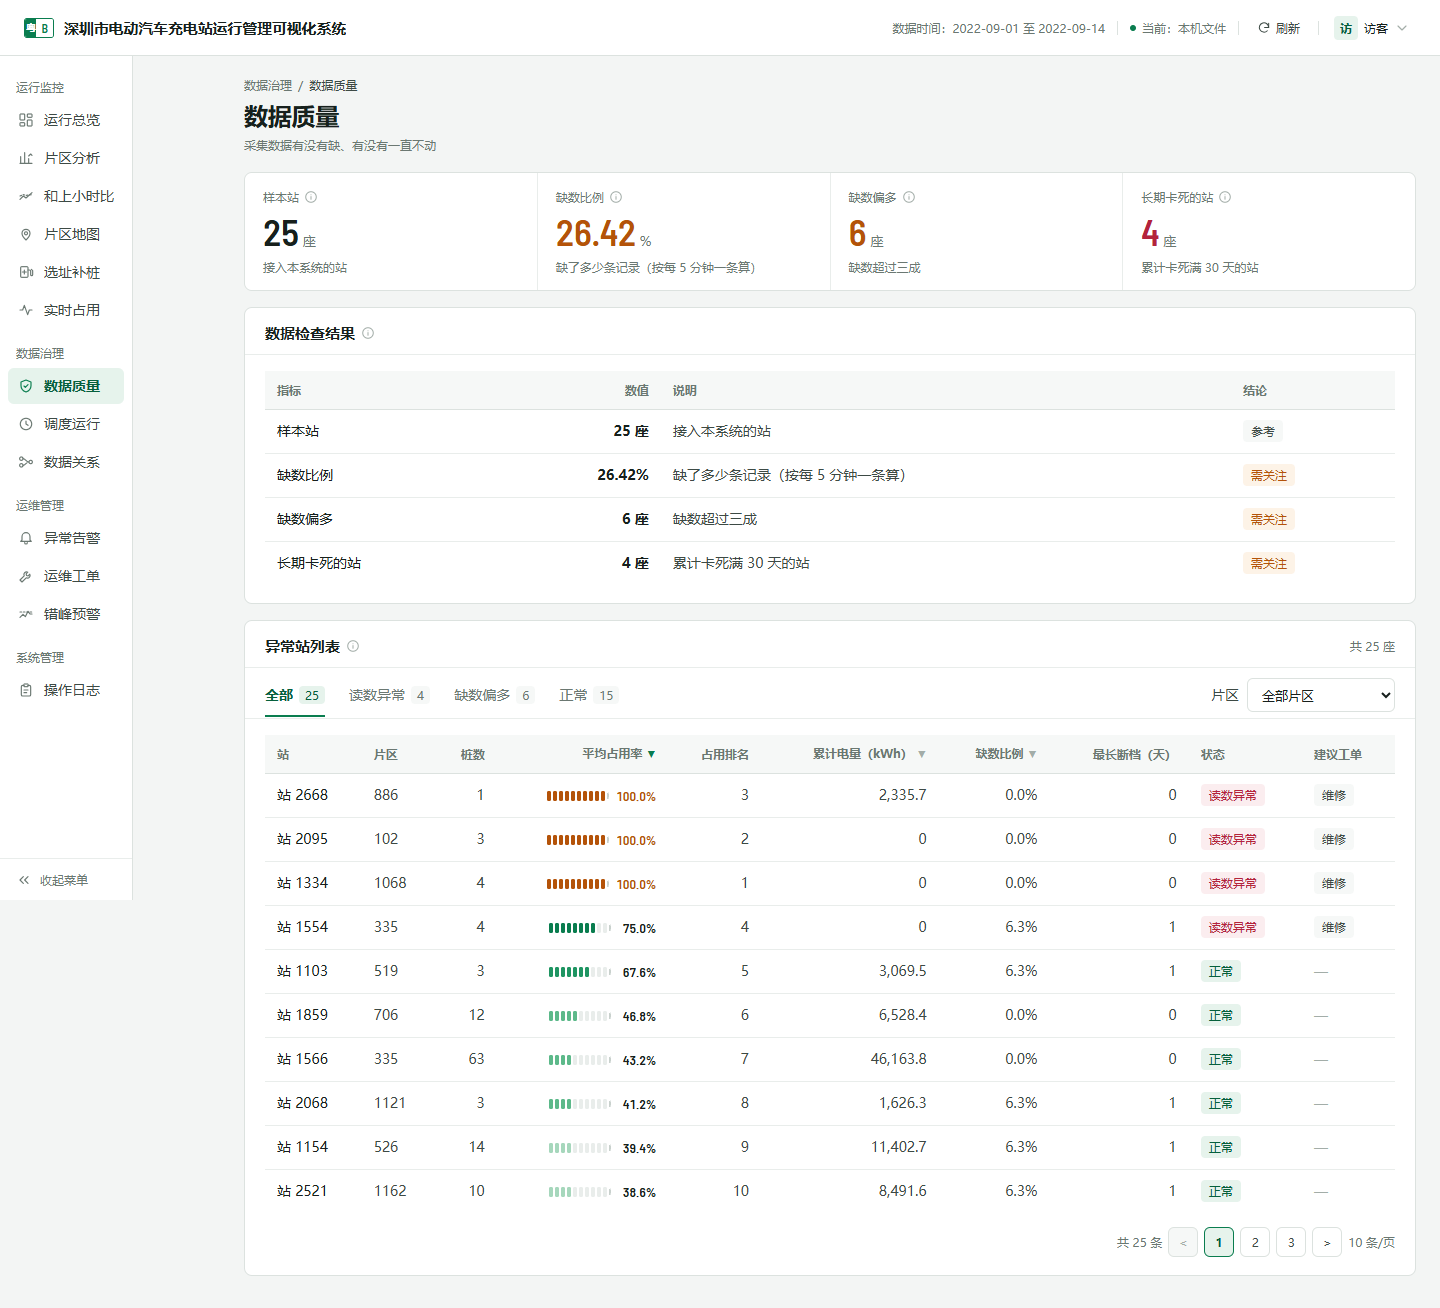 粤 B 深圳市电动汽车充电站运行管理可视化系统 数据时间：2022-09-01 至 2022-09-14 当前：本机文件 刷新 访 访客
运行监控
运行总览
片区分析
和上小时比
片区地图
选址补桩
实时占用
数据治理
数据质量
调度运行
数据关系
运维管理
异常告警
运维工单
错峰预警
系统管理
操作日志
收起菜单
数据治理 / 数据质量
数据质量
采集数据有没有缺、有没有一直不动
样本站
25 座
接入本系统的站
缺数比例
26.42 %
缺了多少条记录（按每 5 分钟一条算）
缺数偏多
6 座
缺数超过三成
长期卡死的站
4 座
累计卡死满 30 天的站
数据检查结果
指标 数值 说明 结论
样本站 25 座 接入本系统的站 参考
缺数比例 26.42% 缺了多少条记录（按每 5 分钟一条算） 需关注
缺数偏多 6 座 缺数超过三成 需关注
长期卡死的站 4 座 累计卡死满 30 天的站 需关注
异常站列表 共 25 座
全部 25 读数异常 4 缺数偏多 6 正常 15 片区 全部片区
站 片区 桩数 平均占用率 ▼ 占用排名 累计电量（kWh） ▼ 缺数比例 ▼ 最长断档（天） 状态 建议工单
站 2668 886 1 100.0% 3 2,335.7 0.0% 0 读数异常 维修
站 2095 102 3 100.0% 2 0 0.0% 0 读数异常 维修
站 1334 1068 4 100.0% 1 0 0.0% 0 读数异常 维修
站 1554 335 4 75.0% 4 0 6.3% 1 读数异常 维修
站 1103 519 3 67.6% 5 3,069.5 6.3% 1 正常 —
站 1859 706 12 46.8% 6 6,528.4 0.0% 0 正常 —
站 1566 335 63 43.2% 7 46,163.8 0.0% 0 正常 —
站 2068 1121 3 41.2% 8 1,626.3 6.3% 1 正常 —
站 1154 526 14 39.4% 9 11,402.7 6.3% 1 正常 —
站 2521 1162 10 38.6% 10 8,491.6 6.3% 1 正常 —
共 25 条 < 1 2 3 > 10 条/页